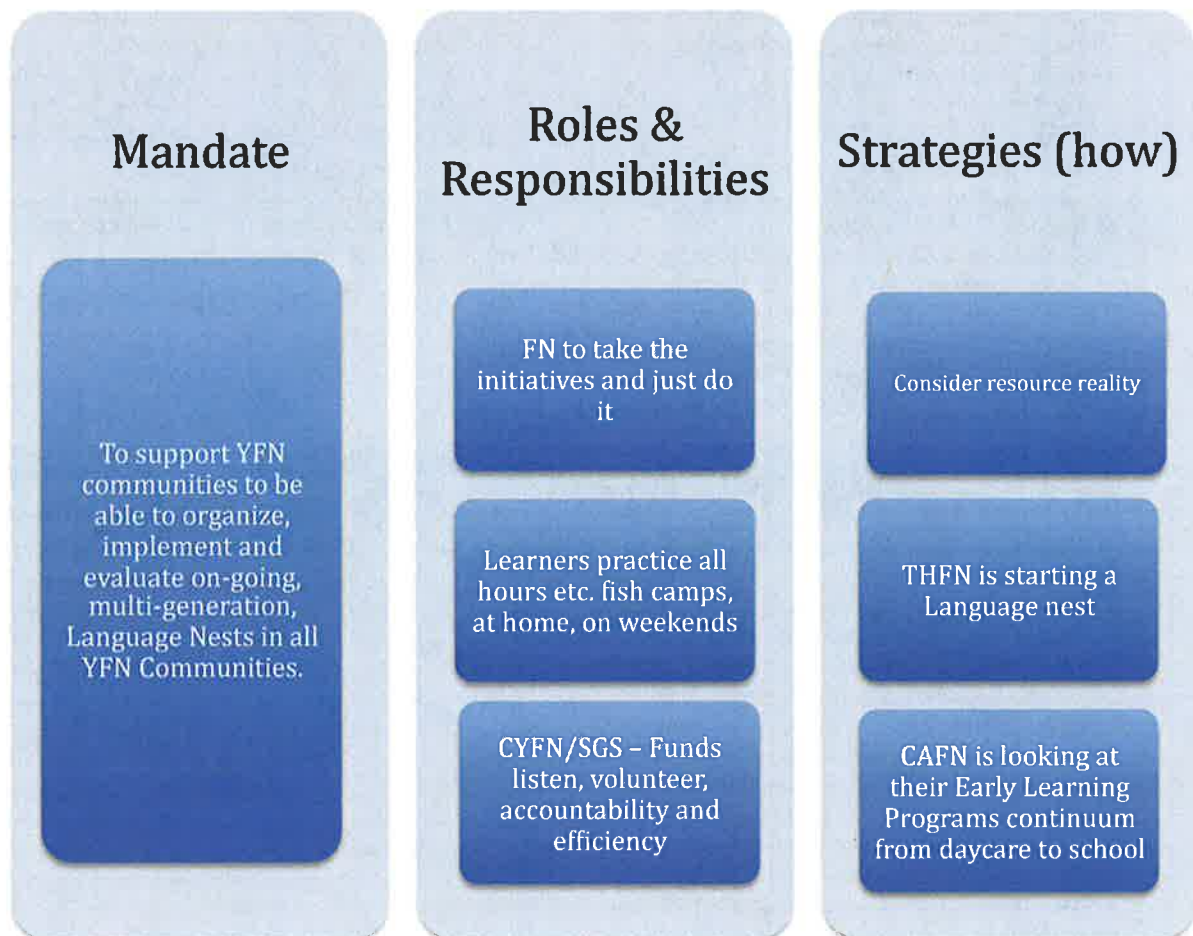 Mandate
To support YFN
communities to be
able to organize,
implement and
evaluate on-going,
multi-generation,
Language Nests in all
YFN Communities.
Roles &
Responsibilities
FN to take the
initiatives and just do
it
Learners practice all
hours etc. fish camps,
at home, on weekends
CYFN/SGS – Funds
listen, volunteer,
accountability and
efficiency
Strategies (how)
Consider resource reality
THFN is starting a
Language nest
CAFN is looking at
their Early Learning
Programs continuum
from daycare to school